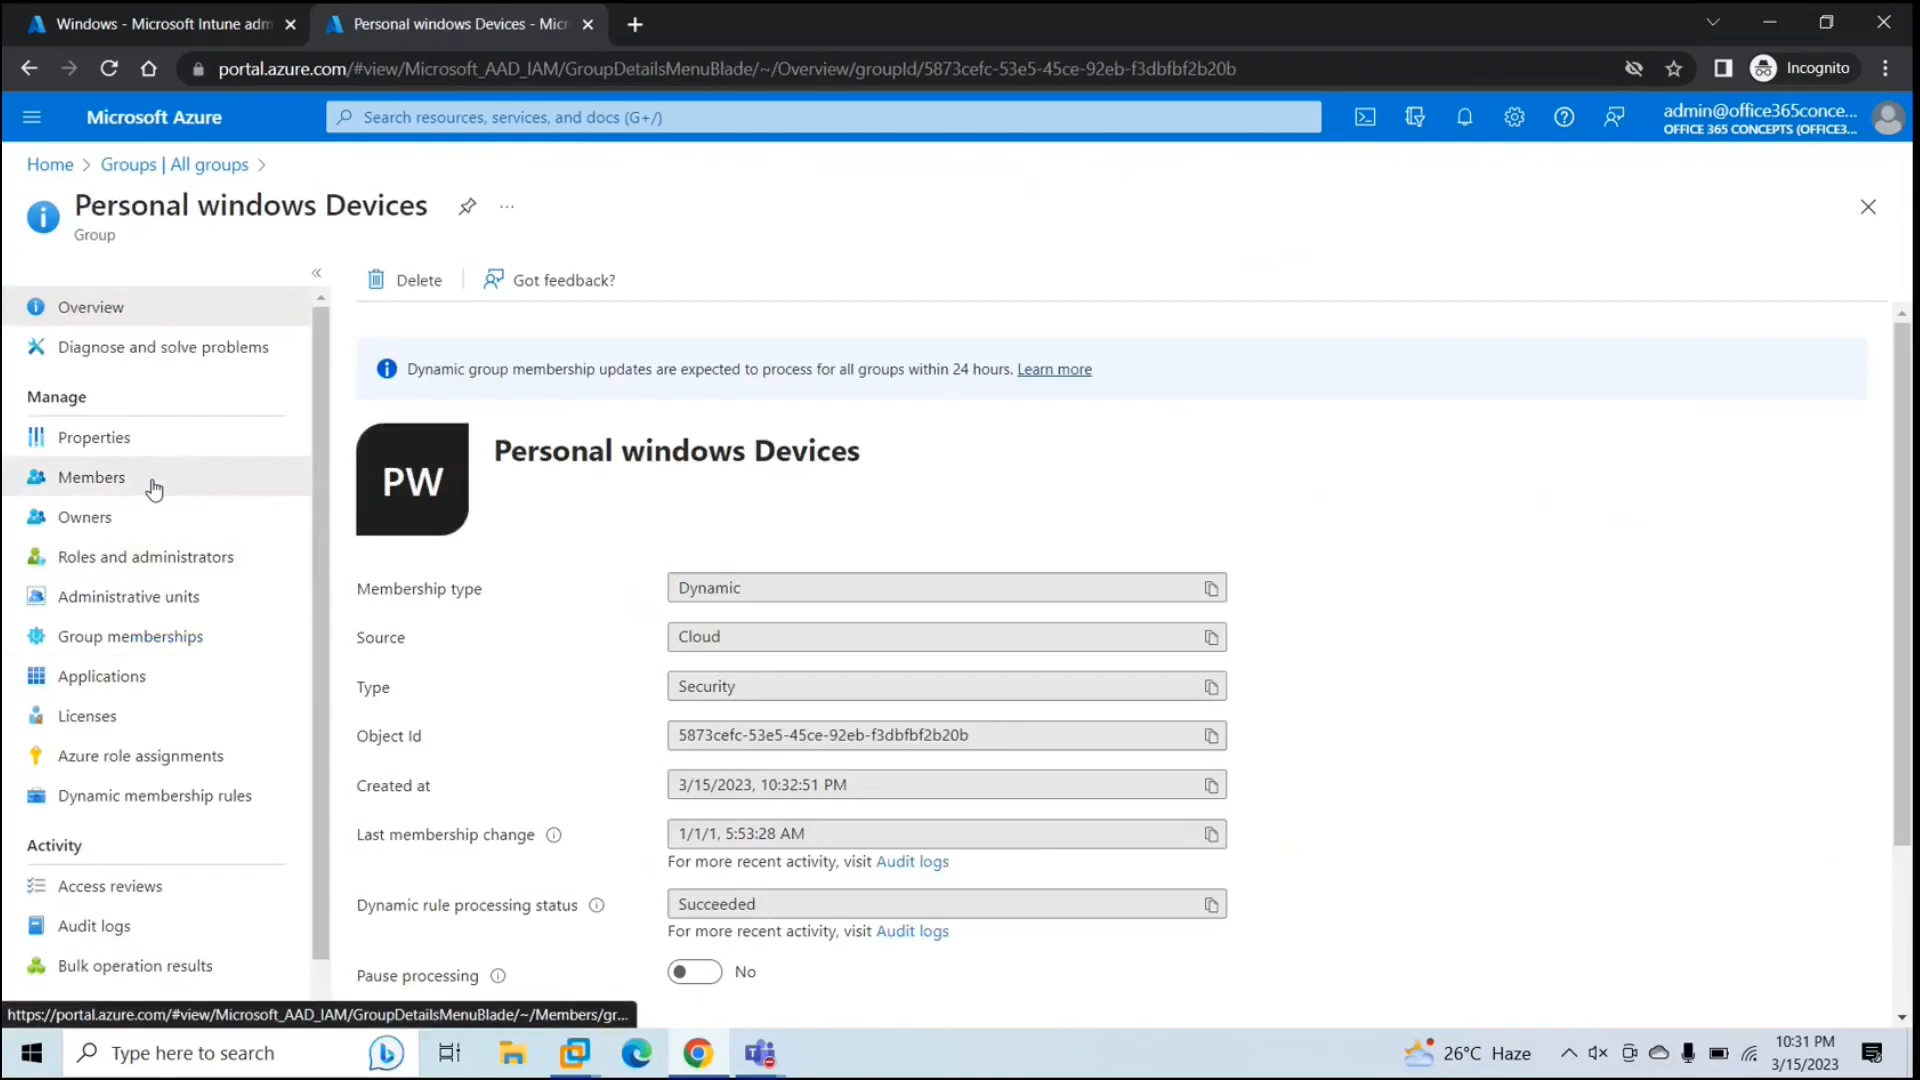 Windows - Microsoft Intune adm
Personal windows Devices - Micr
portal.azure.com/#view/Microsoft_AAD_IAM/GroupDetailsMenuBlade/~/Overview/groupId/5873cefc-53e5-45ce-92eb-f3dbfbf2b20b
Incognito
Microsoft Azure
Search resources, services, and docs (G+/)
admin@office365conce...
OFFICE 365 CONCEPTS (OFFICE3...
Home > Groups | All groups >
Personal windows Devices
...
Group
Delete
Got feedback?
Overview
Diagnose and solve problems
Manage
Properties
Members
Owners
Roles and administrators
Administrative units
Group memberships
Applications
Licenses
Azure role assignments
Dynamic membership rules
Activity
Access reviews
Audit logs
Bulk operation results
Dynamic group membership updates are expected to process for all groups within 24 hours. Learn more
PW
Personal windows Devices
Membership type
Dynamic
Source
Cloud
Type
Security
Object Id
5873cefc-53e5-45ce-92eb-f3dbfbf2b20b
Created at
3/15/2023, 10:32:51 PM
Last membership change
1/1/1, 5:53:28 AM
For more recent activity, visit Audit logs
Dynamic rule processing status
Succeeded
For more recent activity, visit Audit logs
Pause processing
No
https://portal.azure.com/#view/Microsoft_AAD_IAM/GroupDetailsMenuBlade/~/Members/gr...
Type here to search
26°C Haze
10:31 PM
3/15/2023